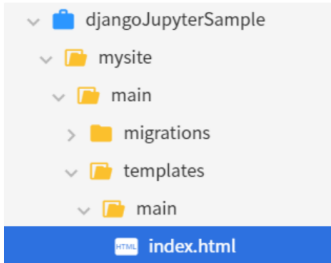 djangoJupyterSample
mysite
main
migrations
templates
main
HTML index.html